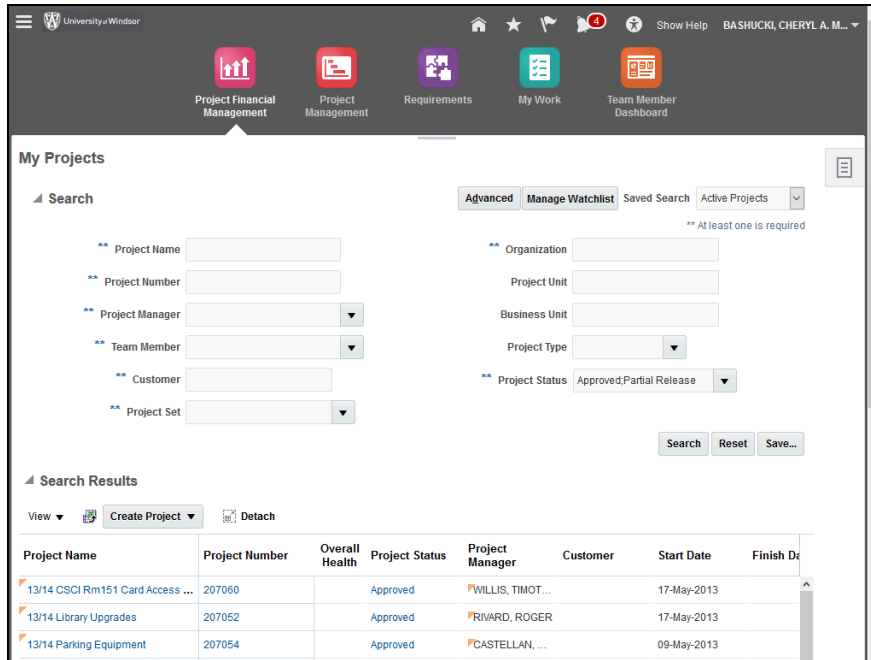 University of Windsor
4
Show Help
BASHUCKI, CHERYL A. M...
Project Financial Management
Project Management
Requirements
My Work
Team Member Dashboard
My Projects
Search
Advanced
Manage Watchlist
Saved Search
Active Projects
** At least one is required
** Project Name
** Organization
** Project Number
Project Unit
** Project Manager
Business Unit
** Team Member
Project Type
** Customer
** Project Status Approved;Partial Release
** Project Set
Search Reset Save...
Search Results
View Create Project Detach
Project Name Project Number Overall Health Project Status Project Manager Customer Start Date Finish Da
13/14 CSCI Rm151 Card Access ... 207060 Approved WILLIS, TIMOT... 17-May-2013
13/14 Library Upgrades 207052 Approved RIVARD, ROGER 17-May-2013
13/14 Parking Equipment 207054 Approved CASTELLAN, ... 09-May-2013